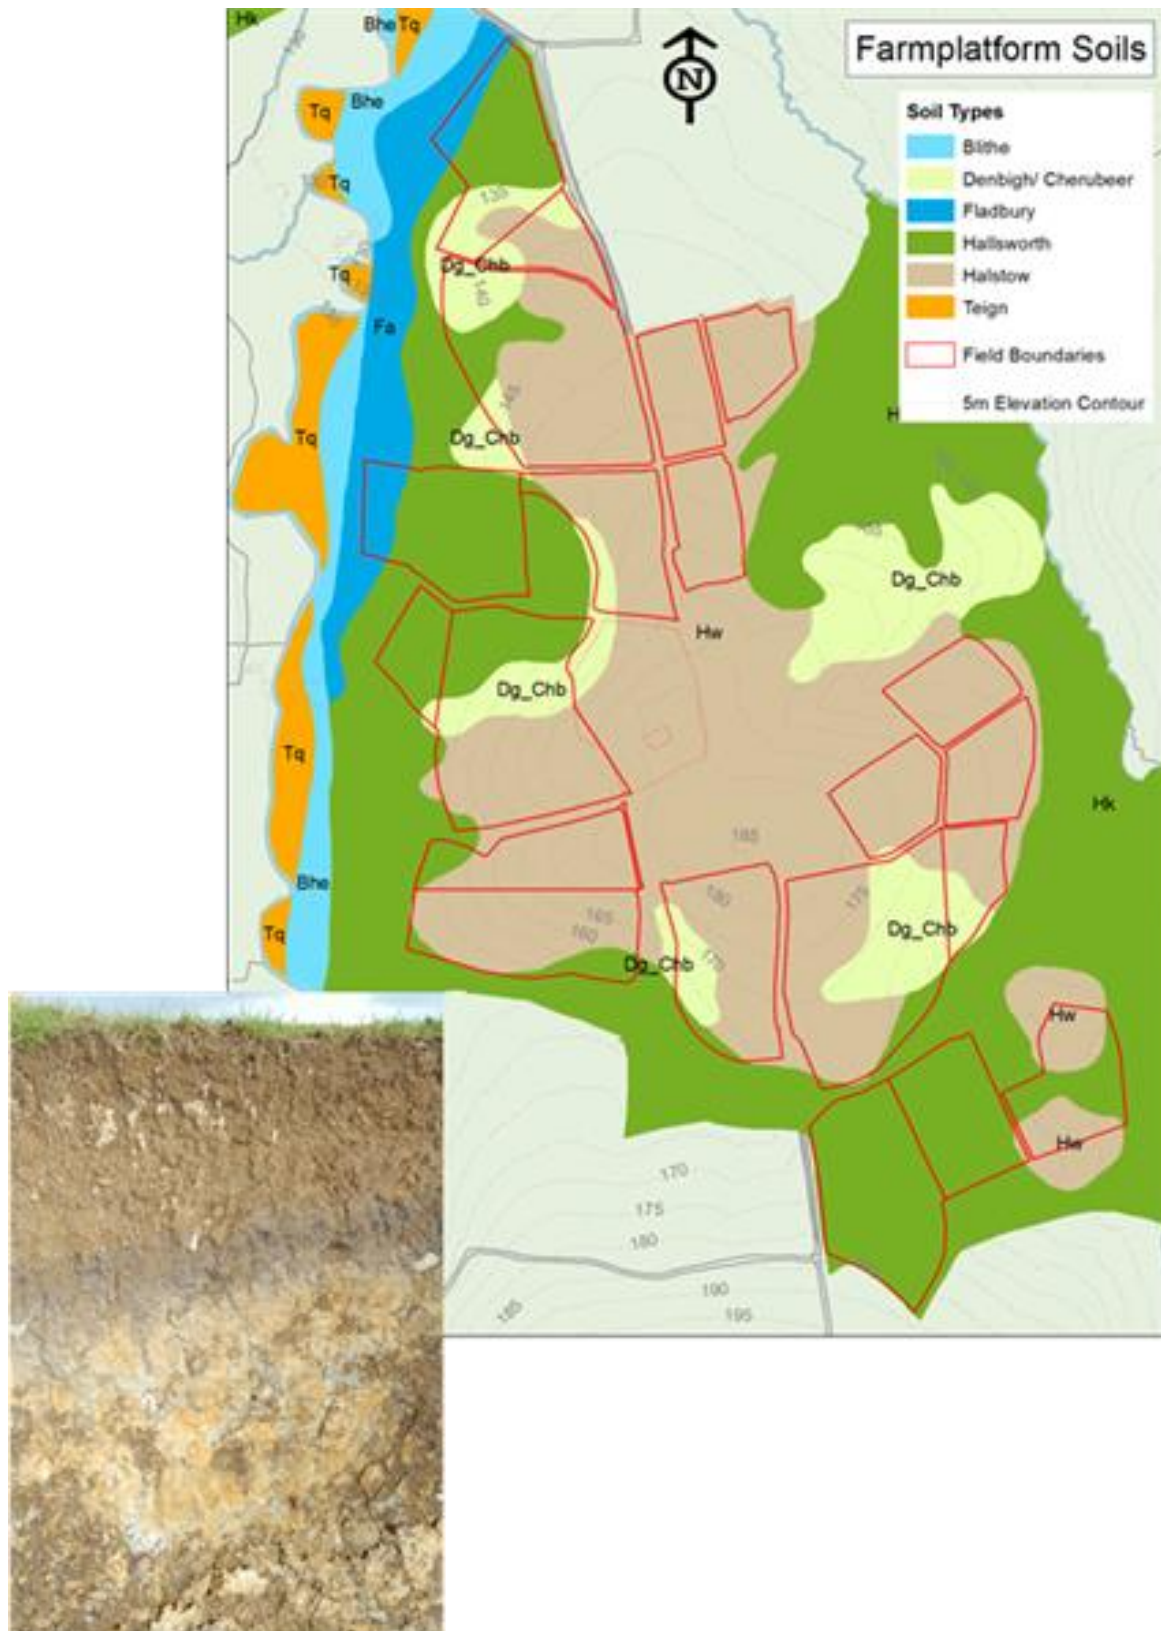 Hk
Bhe Tq
N
Farmplatform Soils
Soil Types
Blithe
Denbigh/ Cherubeer
Fladbury
Hallsworth
Halstow
Teign
Field Boundaries
5m Elevation Contour
Tq
Bhe
Tq
135
Tq
Dg_Chb
140
Fa
145
Tq
Dg_Chb
Dg_Chb
Hw
Dg_Chb
Tq
Hk
185
Bhe
180
175
165
160
Tq
Dg_Chb
Dg_Chb
170
Hw
Hw
170
175
180
190
185
195